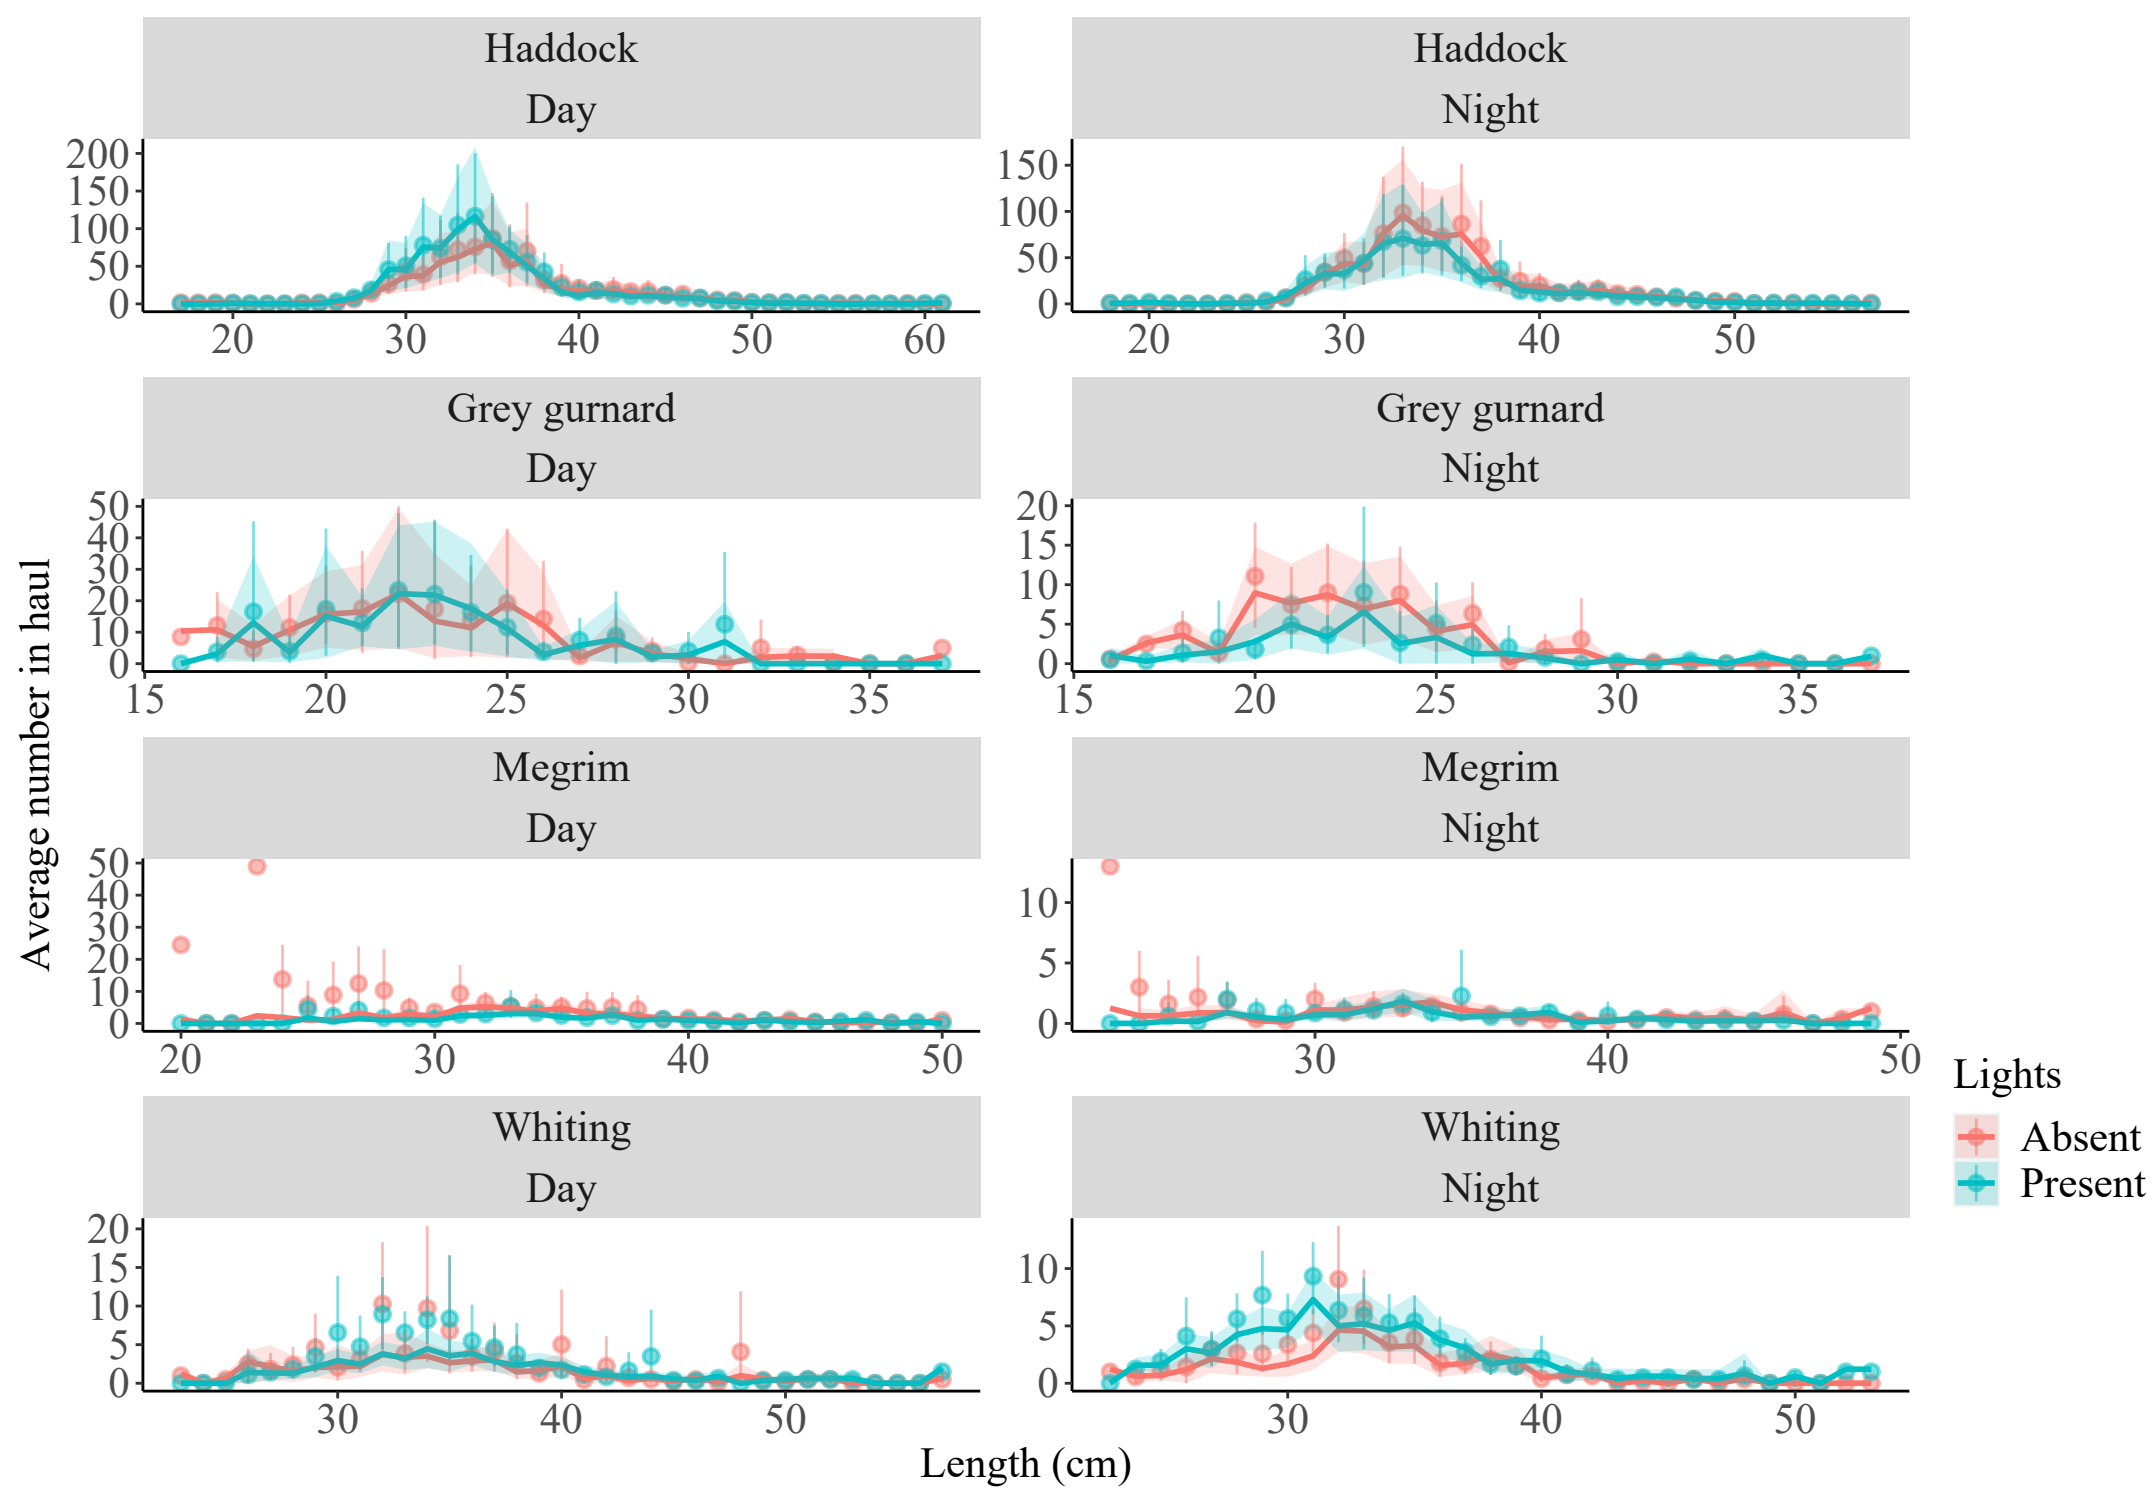 Haddock
Day
Haddock
Night
200
150
100
50
0
20 30 40 50 60
150
100
50
0
20 30 40 50
Grey gurnard
Day
Grey gurnard
Night
50
40
30
20
10
0
15 20 25 30 35
20
15
10
5
0
15 20 25 30 35
Average number in haul
Megrim
Day
Megrim
Night
50
40
30
20
10
0
20 30 40 50
10
5
0
30 40 50
Whiting
Day
Whiting
Night
20
15
10
5
0
30 40 50
10
5
0
30 40 50
Length (cm)
Lights
Absent
Present